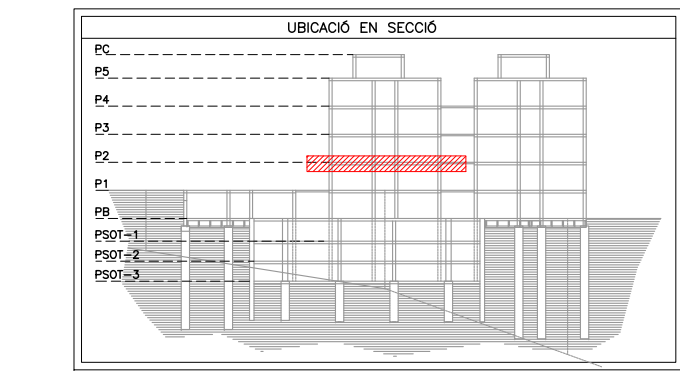 UBICACIÓ EN SECCIÓ
PC
P5
P4
P3
P2
P1
PB
PSOT-1
PSOT-2
PSOT-3